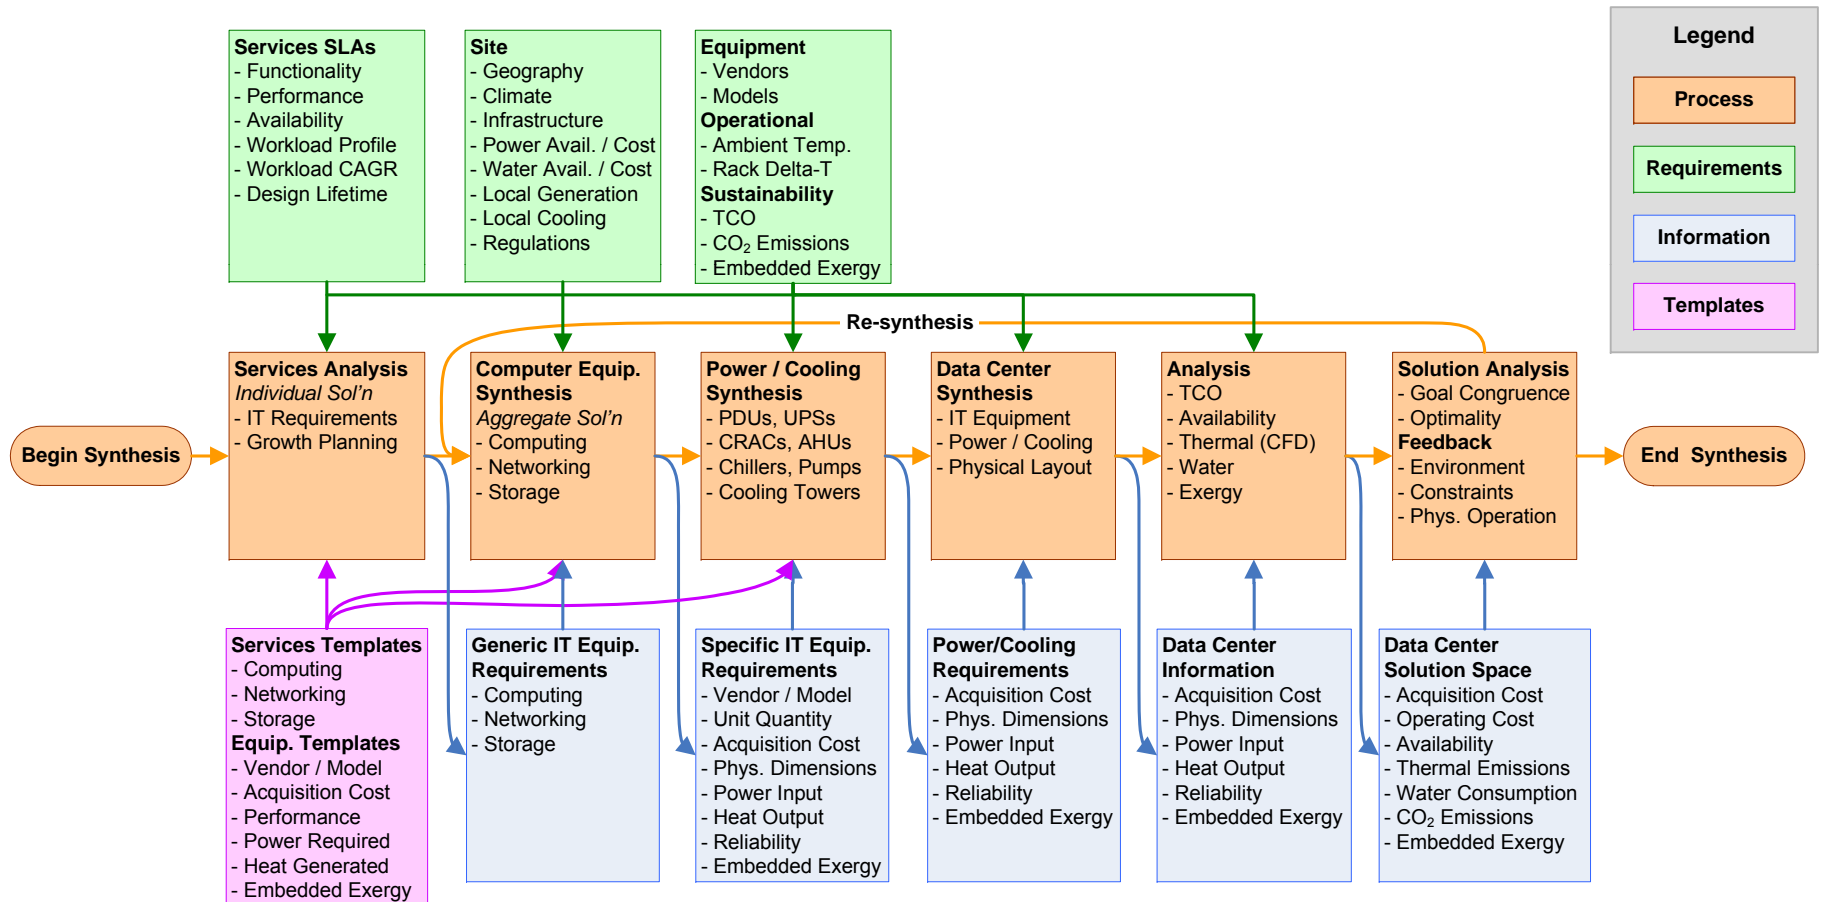 Services SLAs
- Functionality
- Performance
- Availability
- Workload Profile
- Workload CAGR
- Design Lifetime
Site
- Geography
- Climate
- Infrastructure
- Power Avail. / Cost
- Water Avail. / Cost
- Local Generation
- Local Cooling
- Regulations
Equipment
- Vendors
- Models
Operational
- Ambient Temp.
- Rack Delta-T
Sustainability
- TCO
- CO₂ Emissions
- Embedded Exergy
Legend
Process
Requirements
Information
Templates
Re-synthesis
Begin Synthesis
Services Analysis
Individual Sol'n
- IT Requirements
- Growth Planning
Computer Equip.
Synthesis
Aggregate Sol'n
- Computing
- Networking
- Storage
Power / Cooling
Synthesis
- PDUs, UPSs
- CRACs, AHUs
- Chillers, Pumps
- Cooling Towers
Data Center
Synthesis
- IT Equipment
- Power / Cooling
- Physical Layout
Analysis
- TCO
- Availability
- Thermal (CFD)
- Water
- Exergy
Solution Analysis
- Goal Congruence
- Optimality
Feedback
- Environment
- Constraints
- Phys. Operation
End Synthesis
Services Templates
- Computing
- Networking
- Storage
Equip. Templates
- Vendor / Model
- Acquisition Cost
- Performance
- Power Required
- Heat Generated
- Embedded Exergy
Generic IT Equip.
Requirements
- Computing
- Networking
- Storage
Specific IT Equip.
Requirements
- Vendor / Model
- Unit Quantity
- Acquisition Cost
- Phys. Dimensions
- Power Input
- Heat Output
- Reliability
- Embedded Exergy
Power/Cooling
Requirements
- Acquisition Cost
- Phys. Dimensions
- Power Input
- Heat Output
- Reliability
- Embedded Exergy
Data Center
Information
- Acquisition Cost
- Phys. Dimensions
- Power Input
- Heat Output
- Reliability
- Embedded Exergy
Data Center
Solution Space
- Acquisition Cost
- Operating Cost
- Availability
- Thermal Emissions
- Water Consumption
- CO₂ Emissions
- Embedded Exergy